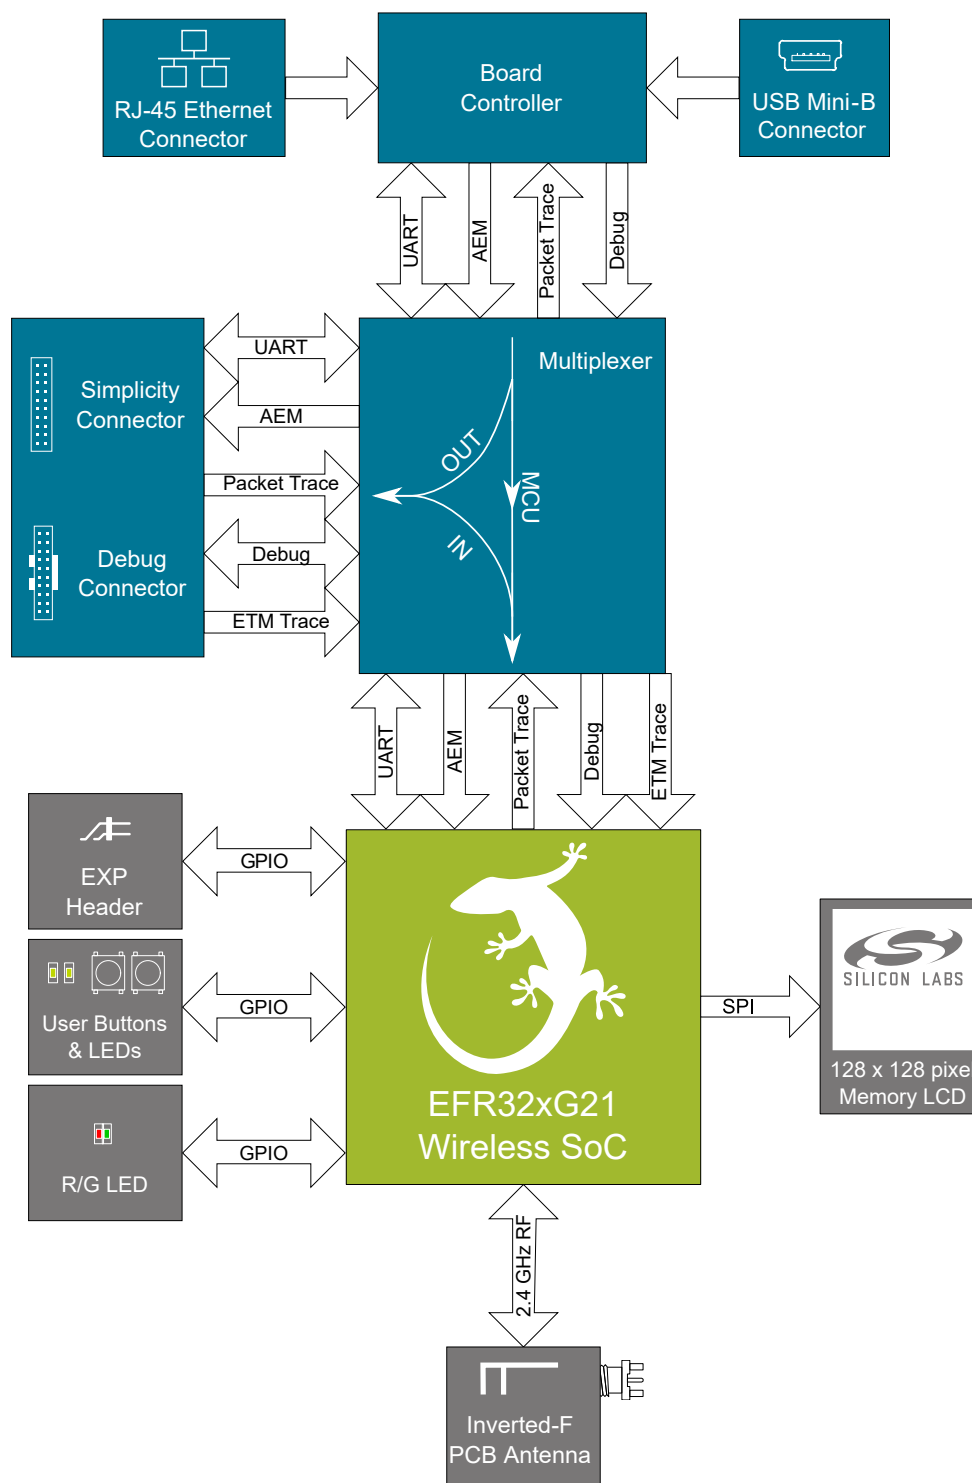 RJ-45 Ethernet
Connector
Board
Controller
USB Mini-B
Connector
UART
AEM
Packet Trace
Debug
Simplicity
Connector
Debug
Connector
UART
AEM
Packet Trace
Debug
ETM Trace
Multiplexer
OUT
MCU
IN
UART
AEM
Packet Trace
Debug
ETM Trace
EXP
Header
GPIO
User Buttons
& LEDs
GPIO
R/G LED
GPIO
EFR32xG21
Wireless SoC
SPI
SILICON LABS
128 x 128 pixel
Memory LCD
2.4 GHz RF
Inverted-F
PCB Antenna